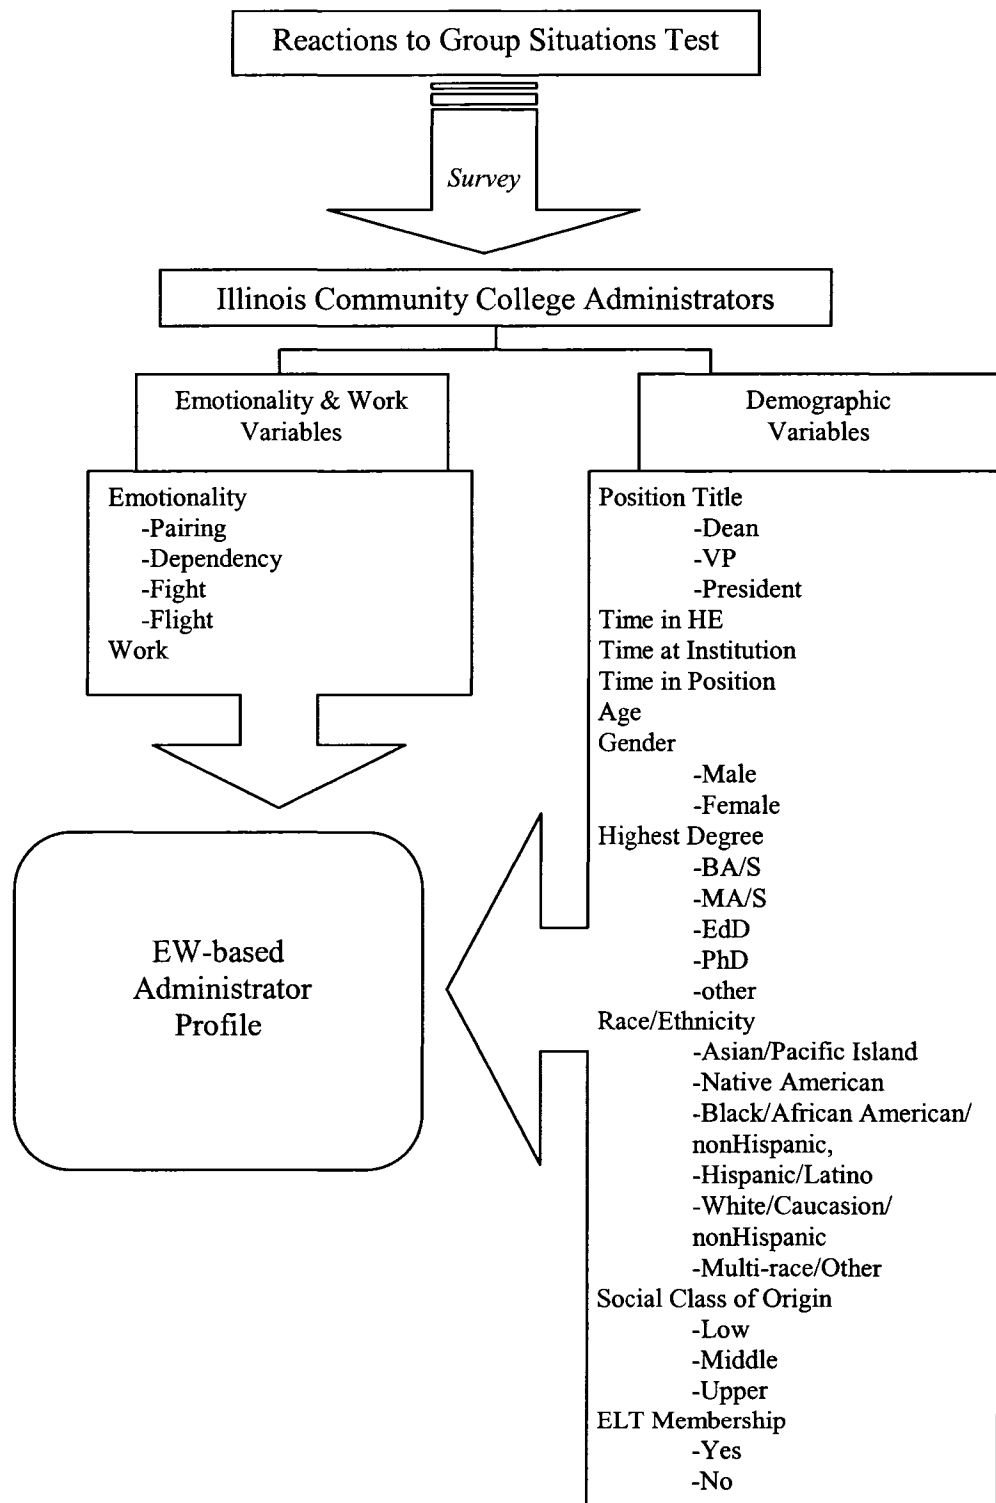 Reactions to Group Situations Test
Survey
Illinois Community College Administrators
Emotionality & Work
Variables
Demographic
Variables
Emotionality
-Pairing
-Dependency
-Fight
-Flight
Work
EW-based
Administrator
Profile
Position Title
-Dean
-VP
-President
Time in HE
Time at Institution
Time in Position
Age
Gender
-Male
-Female
Highest Degree
-BA/S
-MA/S
-EdD
-PhD
-other
Race/Ethnicity
-Asian/Pacific Island
-Native American
-Black/African American/
nonHispanic,
-Hispanic/Latino
-White/Caucasion/
nonHispanic
-Multi-race/Other
Social Class of Origin
-Low
-Middle
-Upper
ELT Membership
-Yes
-No